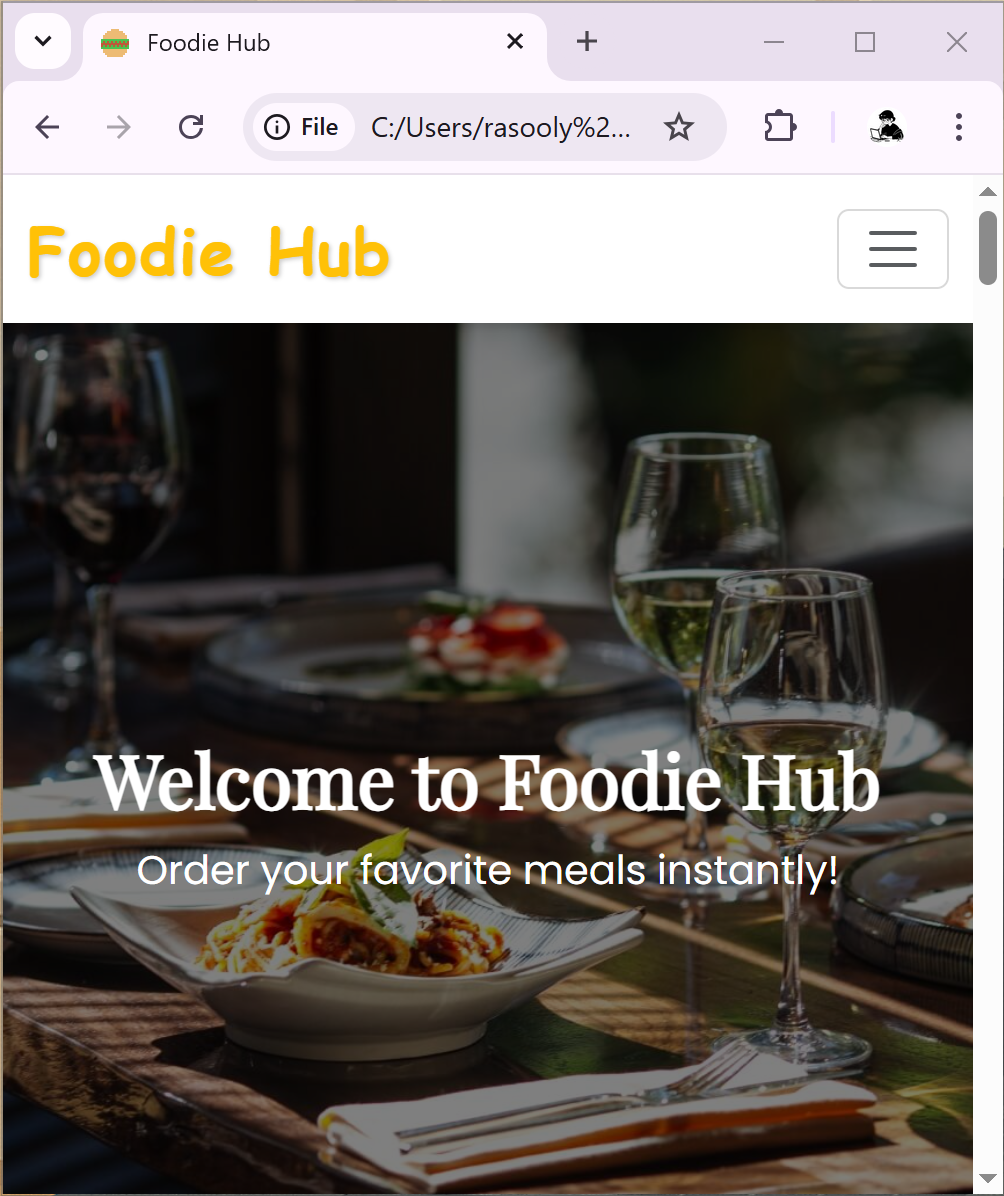 Foodie Hub
File
C:/Users/rasooly%2...
Foodie Hub
Welcome to Foodie Hub
Order your favorite meals instantly!